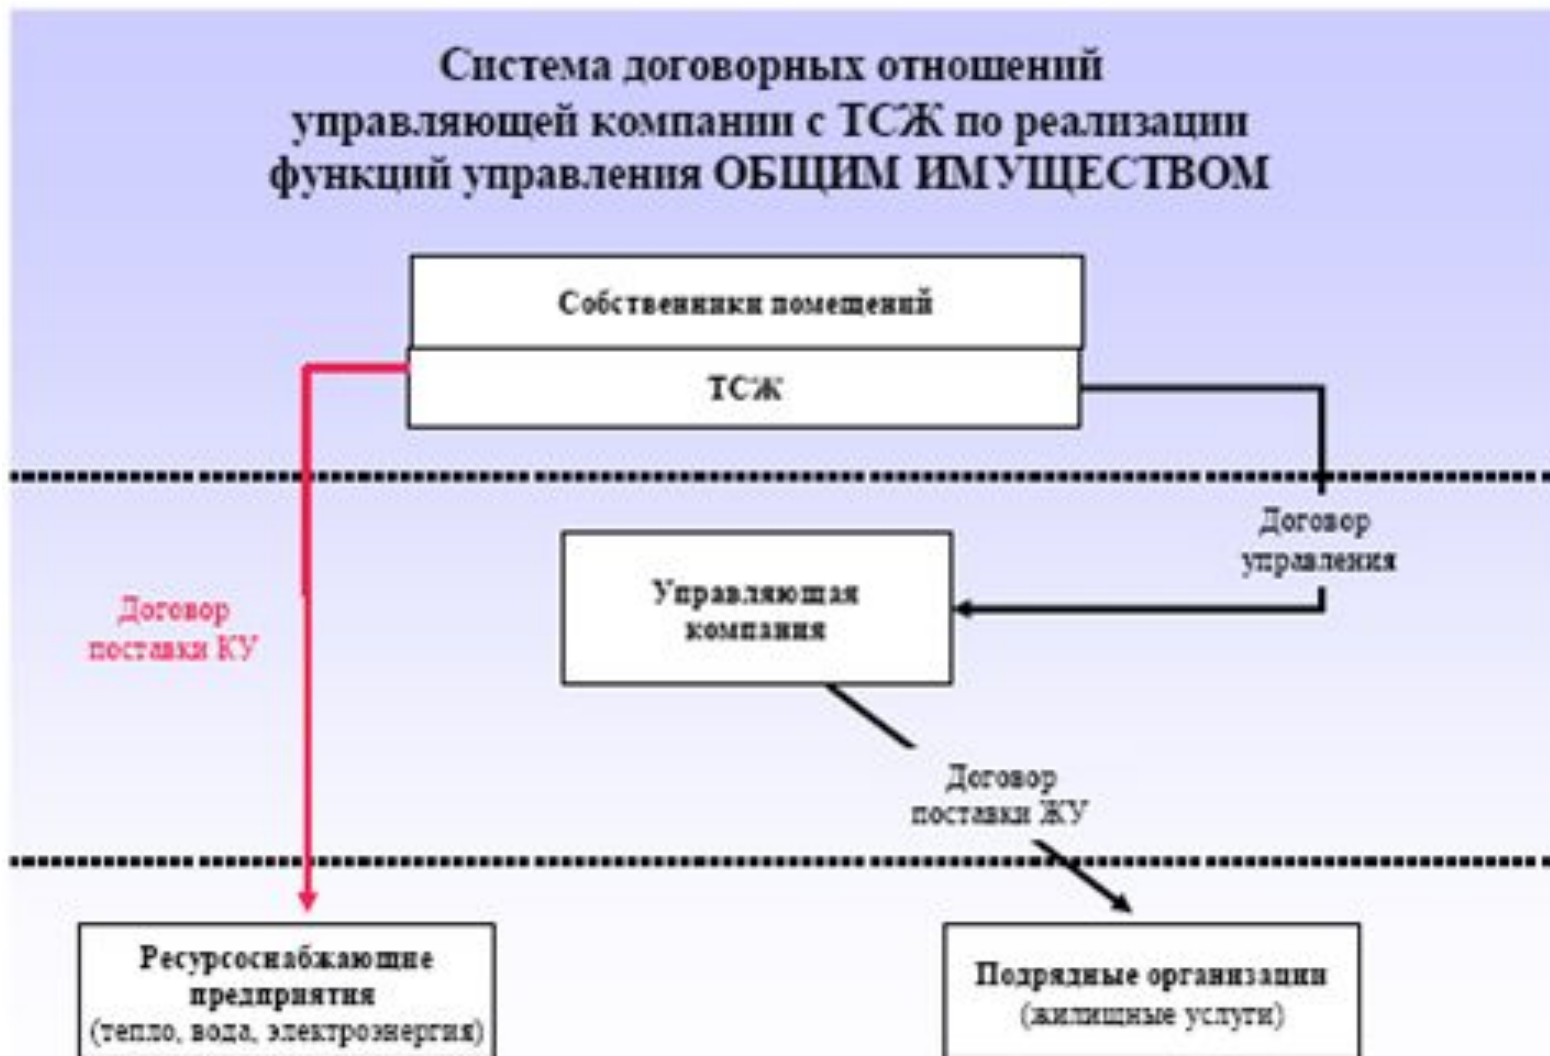 Система договорных отношений
управляющей компании с ТСЖ по реализации
функций управления ОБЩИМ ИМУЩЕСТВОМ
Собственники помещений
ТСЖ
Договор
управления
Управляющая
компания
Договор
поставки КУ
Договор
поставки ЖУ
Ресурсоснабжающие
предприятия
(тепло, вода, электроэнергия)
Подрядные организации
(жилищные услуги)